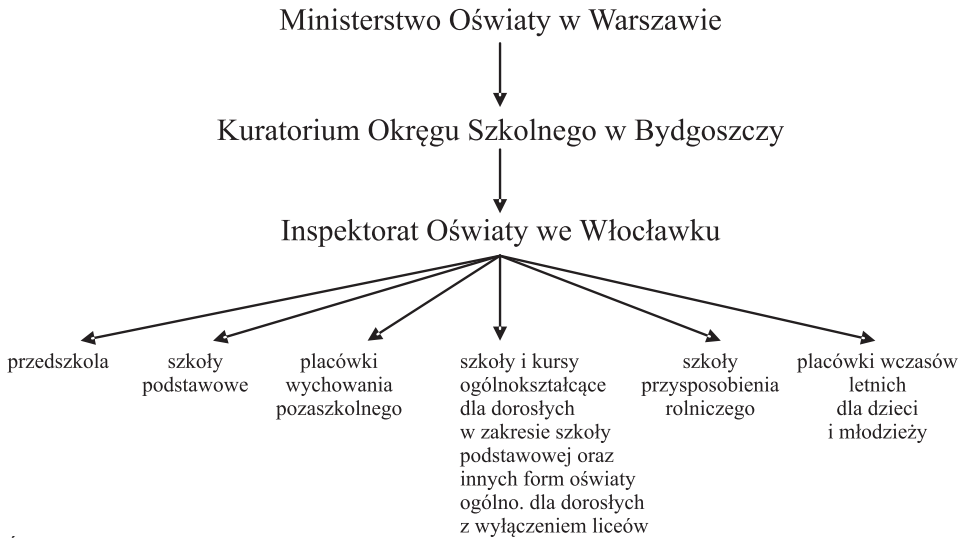 Ministerstwo Oświaty w Warszawie
Kuratorium Okręgu Szkolnego w Bydgoszczy
Inspektorat Oświaty we Włocławku
przedszkola
szkoły
podstawowe
placówki
wychowania
pozaszkolnego
szkoły i kursy
ogólnokształcące
dla dorosłych
w zakresie szkoły
podstawowej oraz
innych form oświaty
ogólno. dla dorosłych
z wyłączeniem liceów
szkoły
przysposobienia
rolniczego
placówki wczasów
letnich
dla dzieci
i młodzieży